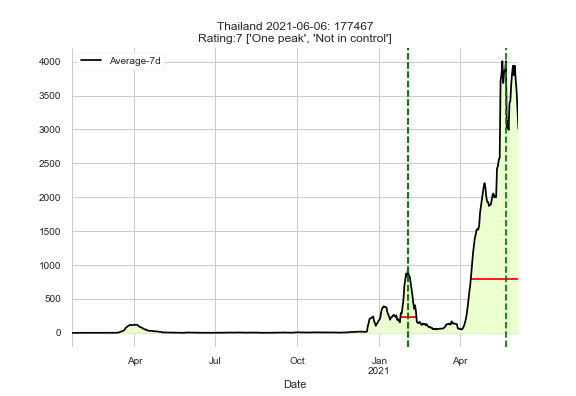 Thailand 2021-06-06: 177467
Rating:7 ['One peak', 'Not in control']
Average-7d
4000
3500
3000
2500
2000
1500
1000
500
0
Apr Jul Oct Jan Apr
2021
Date